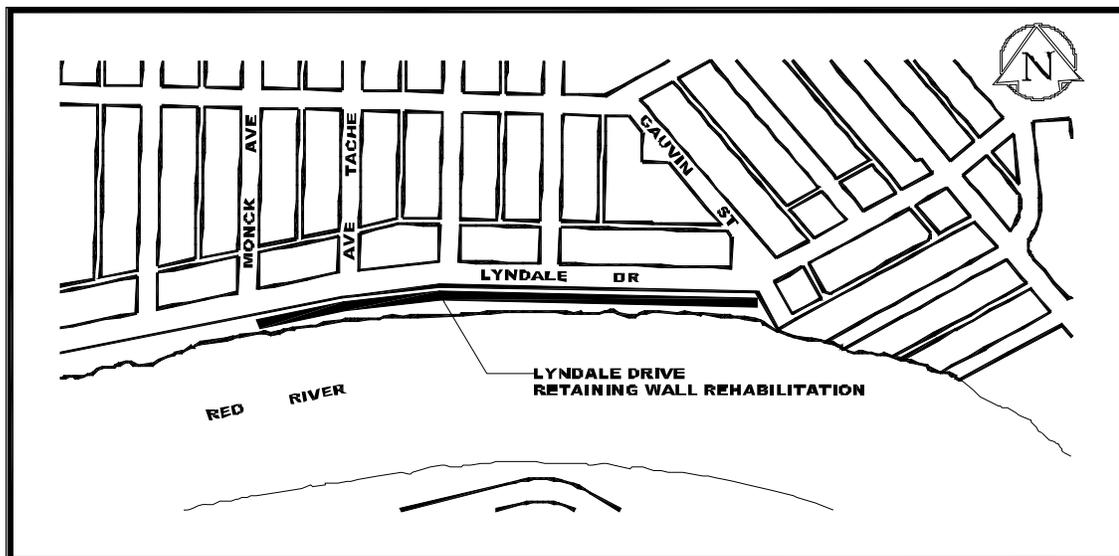 N
GAUVIN ST
MONCK AVE
TACHE AVE
LYNDALE DR
LYNDALE DRIVE
RETAINING WALL REHABILITATION
RED RIVER